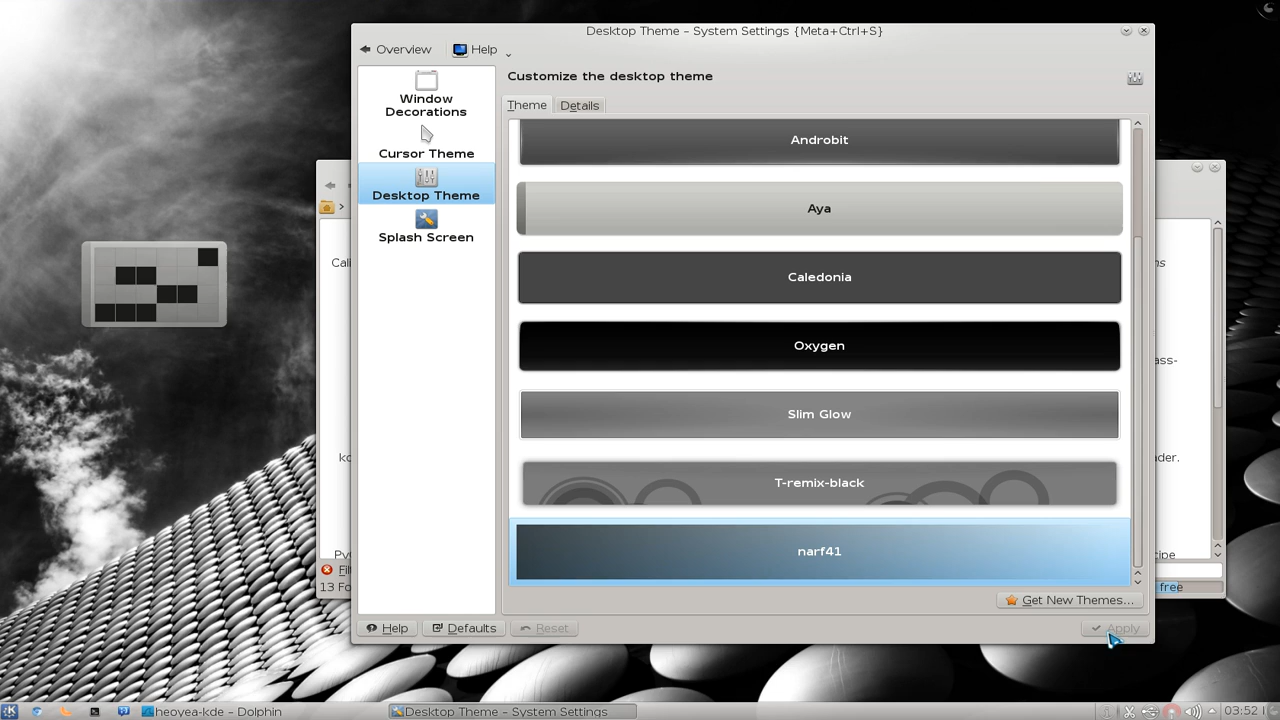 Desktop Theme – System Settings {Meta+Ctrl+S}
Overview
Help
Window
Decorations
Cursor Theme
Desktop Theme
Splash Screen
Customize the desktop theme
Theme
Details
Androbit
Aya
Caledonia
Oxygen
Slim Glow
T-remix-black
narf41
Get New Themes...
Help
Defaults
Reset
Apply
>
free
heoyea-kde – Dolphin
Desktop Theme – System Settings
03:52